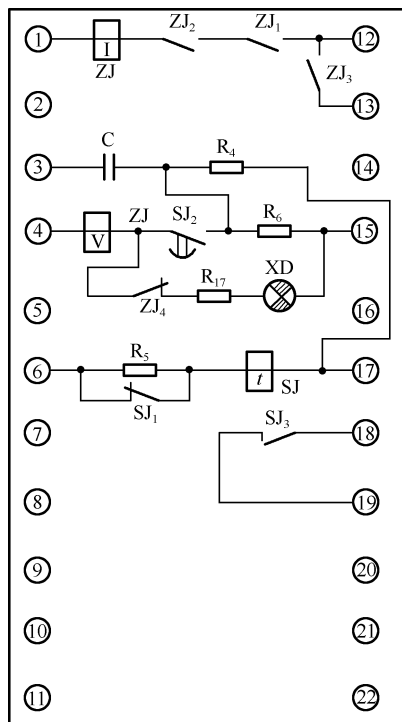 ZJ₂ ZJ₁
1 I 12
ZJ ZJ₃
2 13
C R₄
3 14
ZJ SJ₂ R₆
4 V 15
R₁₇ XD
ZJ₄
5 16
R₅
6 t SJ 17
SJ₁ SJ₃
7 18
8 19
9 20
10 21
11 22